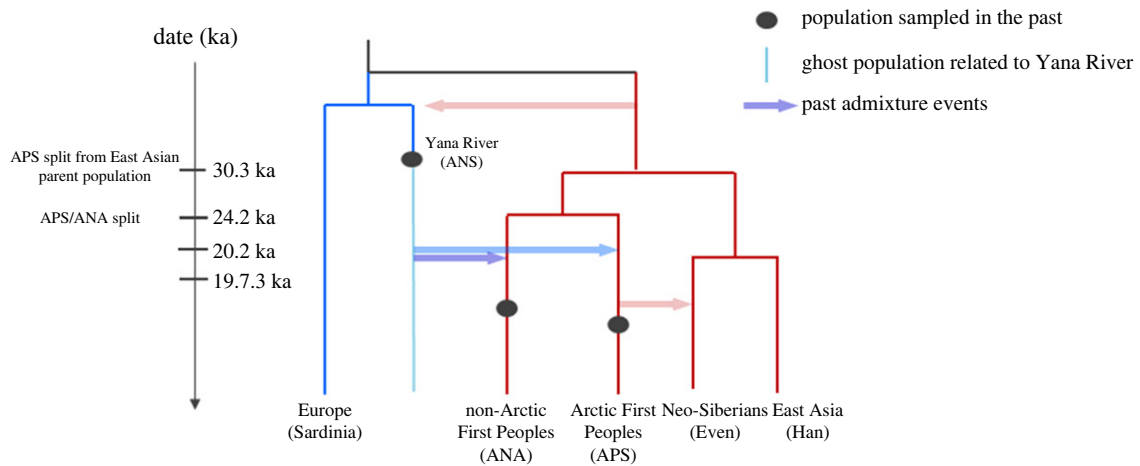 date (ka)
population sampled in the past
ghost population related to Yana River
past admixture events
Yana River
(ANS)
APS split from East Asian
parent population
30.3 ka
APS/ANA split
24.2 ka
20.2 ka
19.7.3 ka
Europe
(Sardinia)
non-Arctic
First Peoples
(ANA)
Arctic First
Peoples
(APS)
Neo-Siberians
(Even)
East Asia
(Han)